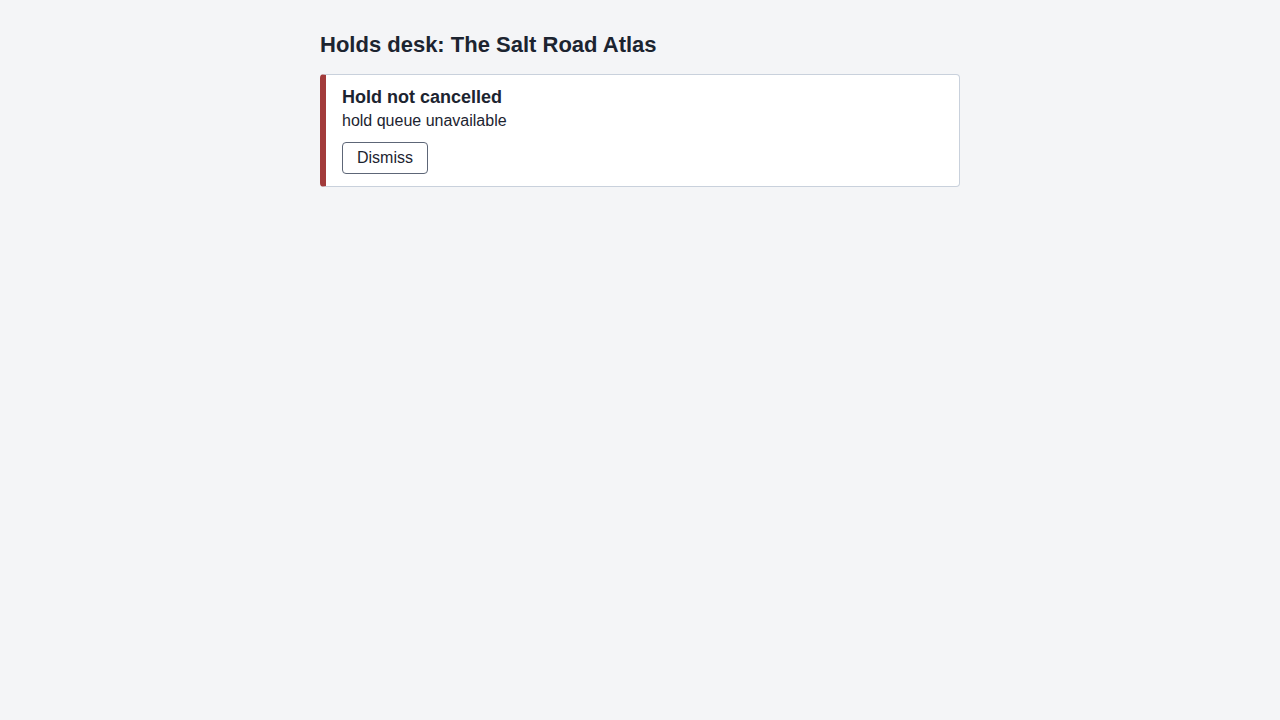 Holds desk: The Salt Road Atlas
Hold not cancelled
hold queue unavailable
Dismiss